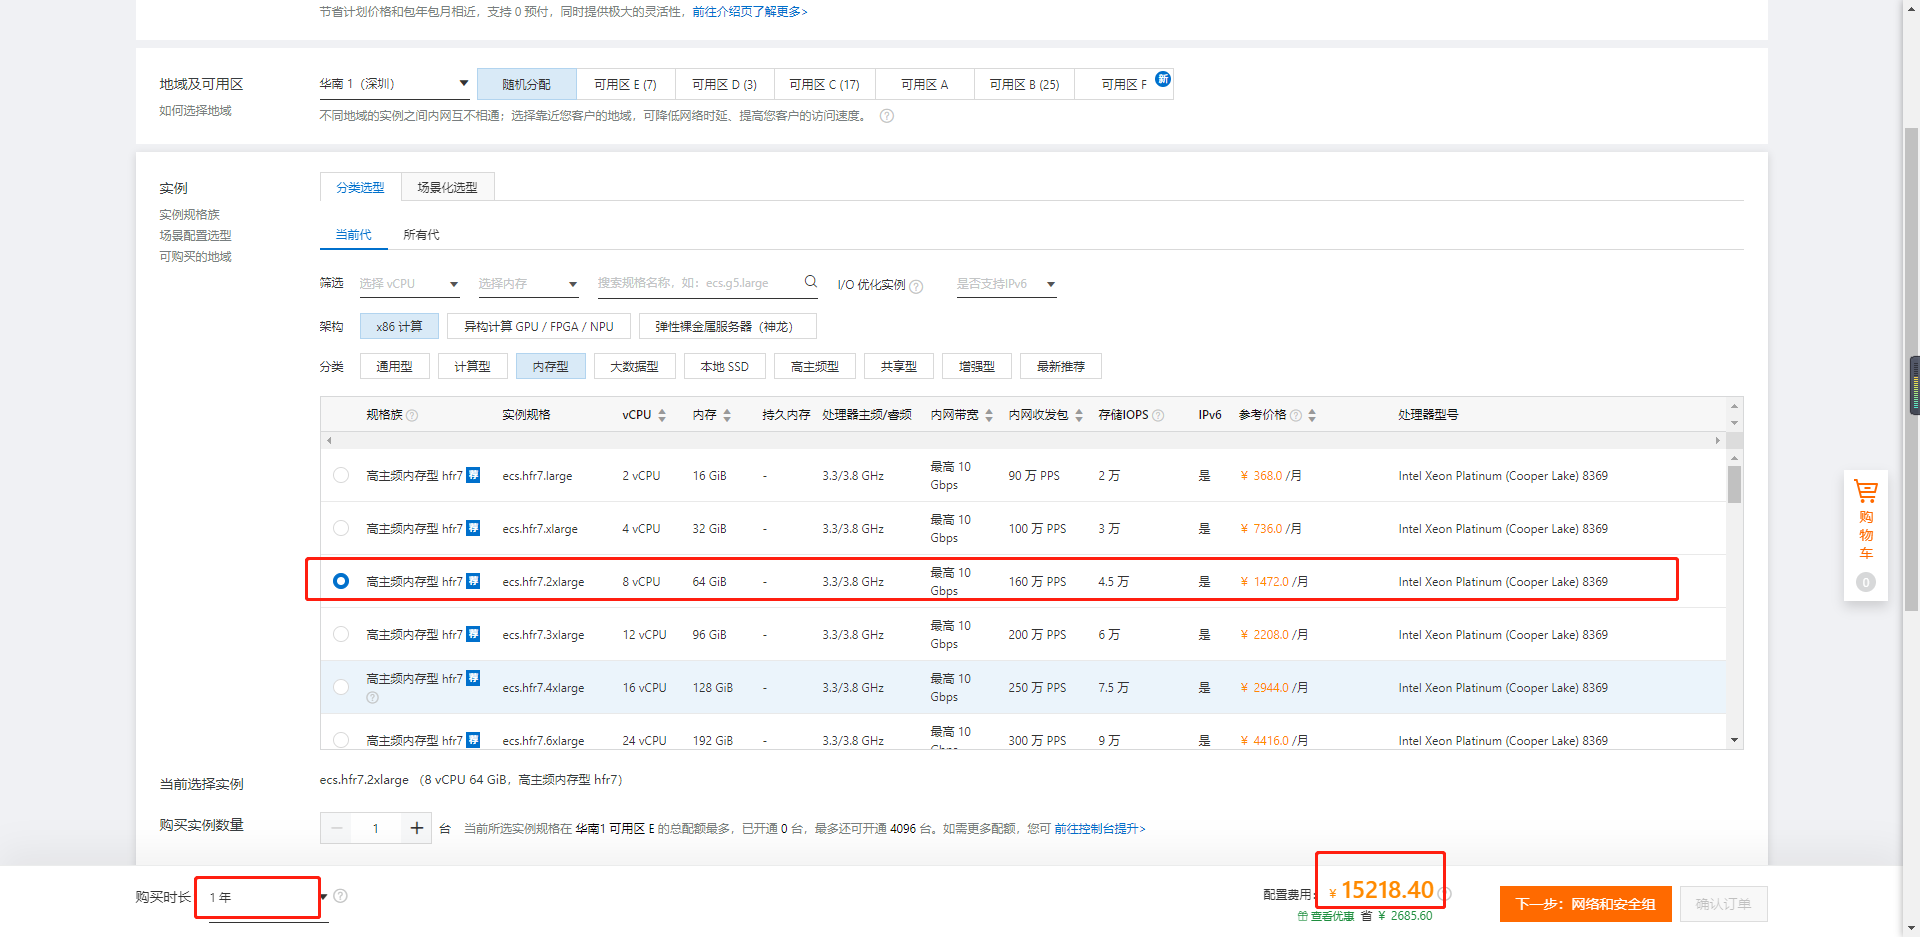 节省计划价格和包年包月相近，支持 0 预付，同时提供极大的灵活性，前往介绍页了解更多>
地域及可用区
如何选择地域
华南 1（深圳）
随机分配 可用区 E (7) 可用区 D (3) 可用区 C (17) 可用区 A 可用区 B (25) 可用区 F 新
不同地域的实例之间内网互不相通；选择靠近您客户的地域，可降低网络时延、提高您客户的访问速度。
实例
实例规格族
场景配置选型
可购买的地域
分类选型 场景化选型
当前代 所有代
筛选 选择 vCPU 选择内存 搜索规格名称，如：ecs.g5.large I/O 优化实例 是否支持IPv6
架构 x86 计算 异构计算 GPU / FPGA / NPU 弹性裸金属服务器（神龙）
分类 通用型 计算型 内存型 大数据型 本地 SSD 高主频型 共享型 增强型 最新推荐
规格族 实例规格 vCPU 内存 持久内存 处理器主频/睿频 内网带宽 内网收发包 存储IOPS IPv6 参考价格 处理器型号
高主频内存型 hfr7 荐 ecs.hfr7.large 2 vCPU 16 GiB - 3.3/3.8 GHz 最高 10 Gbps 90 万 PPS 2 万 是 ¥ 368.0 /月 Intel Xeon Platinum (Cooper Lake) 8369
高主频内存型 hfr7 荐 ecs.hfr7.xlarge 4 vCPU 32 GiB - 3.3/3.8 GHz 最高 10 Gbps 100 万 PPS 3 万 是 ¥ 736.0 /月 Intel Xeon Platinum (Cooper Lake) 8369
高主频内存型 hfr7 荐 ecs.hfr7.2xlarge 8 vCPU 64 GiB - 3.3/3.8 GHz 最高 10 Gbps 160 万 PPS 4.5 万 是 ¥ 1472.0 /月 Intel Xeon Platinum (Cooper Lake) 8369
高主频内存型 hfr7 荐 ecs.hfr7.3xlarge 12 vCPU 96 GiB - 3.3/3.8 GHz 最高 10 Gbps 200 万 PPS 6 万 是 ¥ 2208.0 /月 Intel Xeon Platinum (Cooper Lake) 8369
高主频内存型 hfr7 荐 ecs.hfr7.4xlarge 16 vCPU 128 GiB - 3.3/3.8 GHz 最高 10 Gbps 250 万 PPS 7.5 万 是 ¥ 2944.0 /月 Intel Xeon Platinum (Cooper Lake) 8369
高主频内存型 hfr7 荐 ecs.hfr7.6xlarge 24 vCPU 192 GiB - 3.3/3.8 GHz 最高 10 Gbps 300 万 PPS 9 万 是 ¥ 4416.0 /月 Intel Xeon Platinum (Cooper Lake) 8369
当前选择实例 ecs.hfr7.2xlarge （8 vCPU 64 GiB，高主频内存型 hfr7）
购买实例数量 1 台 当前所选实例规格在 华南1 可用区 E 的总配额最多，已开通 0 台，最多还可开通 4096 台。如需更多配额，您可 前往控制台提升>
购买时长 1 年
配置费用： ¥ 15218.40
查看优惠 省 ¥ 2685.60
下一步：网络和安全组 确认订单
购
物
车
0